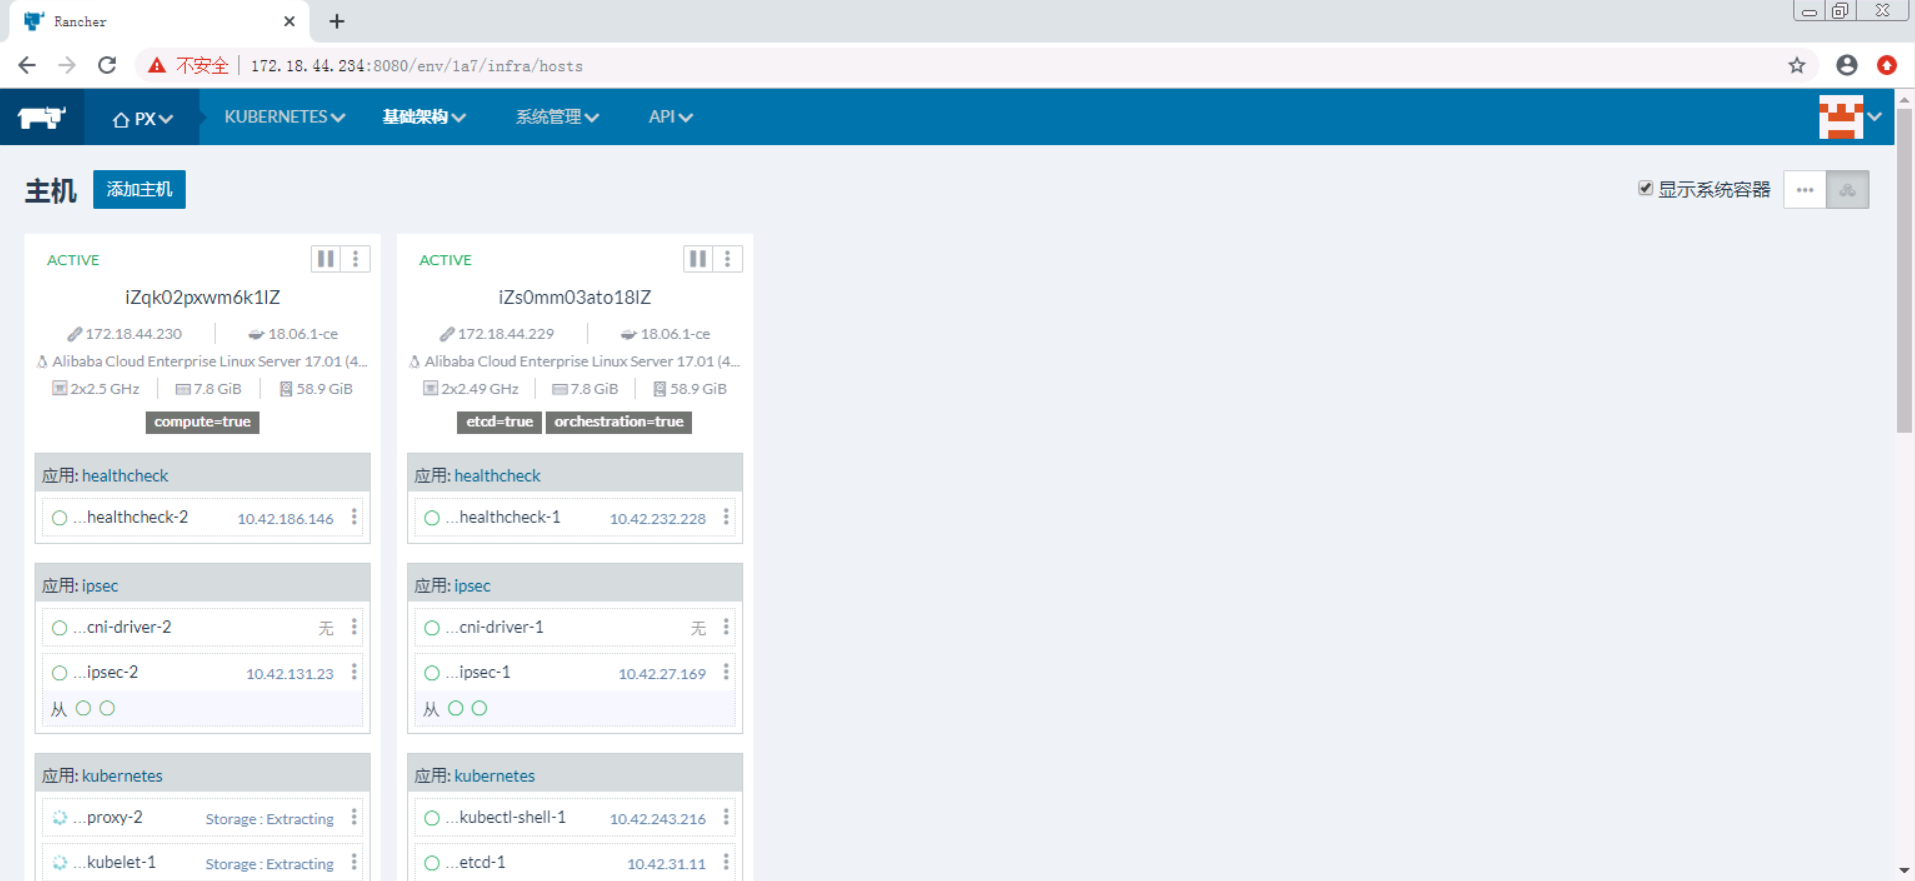 Rancher
不安全 172.18.44.234:8080/env/1a7/infra/hosts
PX KUBERNETES 基础架构 系统管理 API
主机 添加主机 显示系统容器
ACTIVE
iZqk02pxwm6k1lZ
172.18.44.230 18.06.1-ce
Alibaba Cloud Enterprise Linux Server 17.01 (4...
2x2.5 GHz 7.8 GiB 58.9 GiB
compute=true
应用: healthcheck
...healthcheck-2 10.42.186.146
应用: ipsec
...cni-driver-2 无
...ipsec-2 10.42.131.23
从
应用: kubernetes
...proxy-2 Storage : Extracting
...kubelet-1 Storage : Extracting
ACTIVE
iZs0mm03ato18lZ
172.18.44.229 18.06.1-ce
Alibaba Cloud Enterprise Linux Server 17.01 (4...
2x2.49 GHz 7.8 GiB 58.9 GiB
etcd=true orchestration=true
应用: healthcheck
...healthcheck-1 10.42.232.228
应用: ipsec
...cni-driver-1 无
...ipsec-1 10.42.27.169
从
应用: kubernetes
...kubectl-shell-1 10.42.243.216
...etcd-1 10.42.31.11